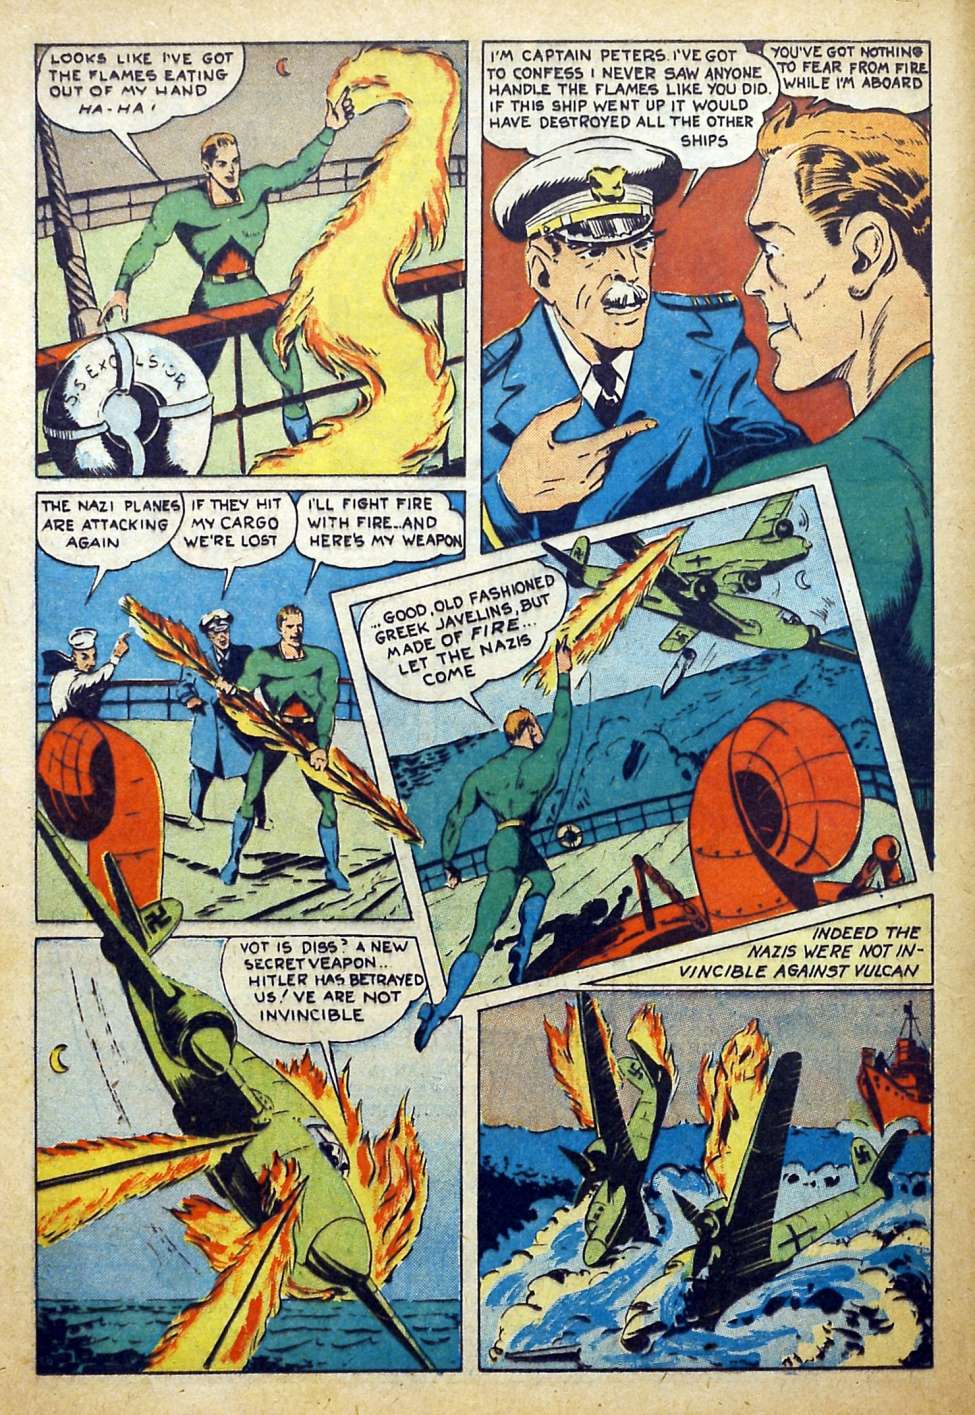 LOOKS LIKE I'VE GOT
THE FLAMES EATING
OUT OF MY HAND
HA-HA!
S.S. EXCELSIOR
I'M CAPTAIN PETERS. I'VE GOT
TO CONFESS I NEVER SAW ANYONE
HANDLE THE FLAMES LIKE YOU DID.
IF THIS SHIP WENT UP IT WOULD
HAVE DESTROYED ALL THE OTHER
SHIPS
YOU'VE GOT NOTHING
TO FEAR FROM FIRE
WHILE I'M ABOARD
THE NAZI PLANES
ARE ATTACKING
AGAIN
IF THEY HIT
MY CARGO
WE'RE LOST
I'LL FIGHT FIRE
WITH FIRE...AND
HERE'S MY WEAPON
...GOOD, OLD FASHIONED
GREEK JAVELINS, BUT
MADE OF FIRE...
LET THE NAZIS
COME
INDEED THE
NAZIS WERE NOT IN-
VINCIBLE AGAINST VULCAN
VOT IS DISS? A NEW
SECRET VEAPON..
HITLER HAS BETRAYED
US! VE ARE NOT
INVINCIBLE